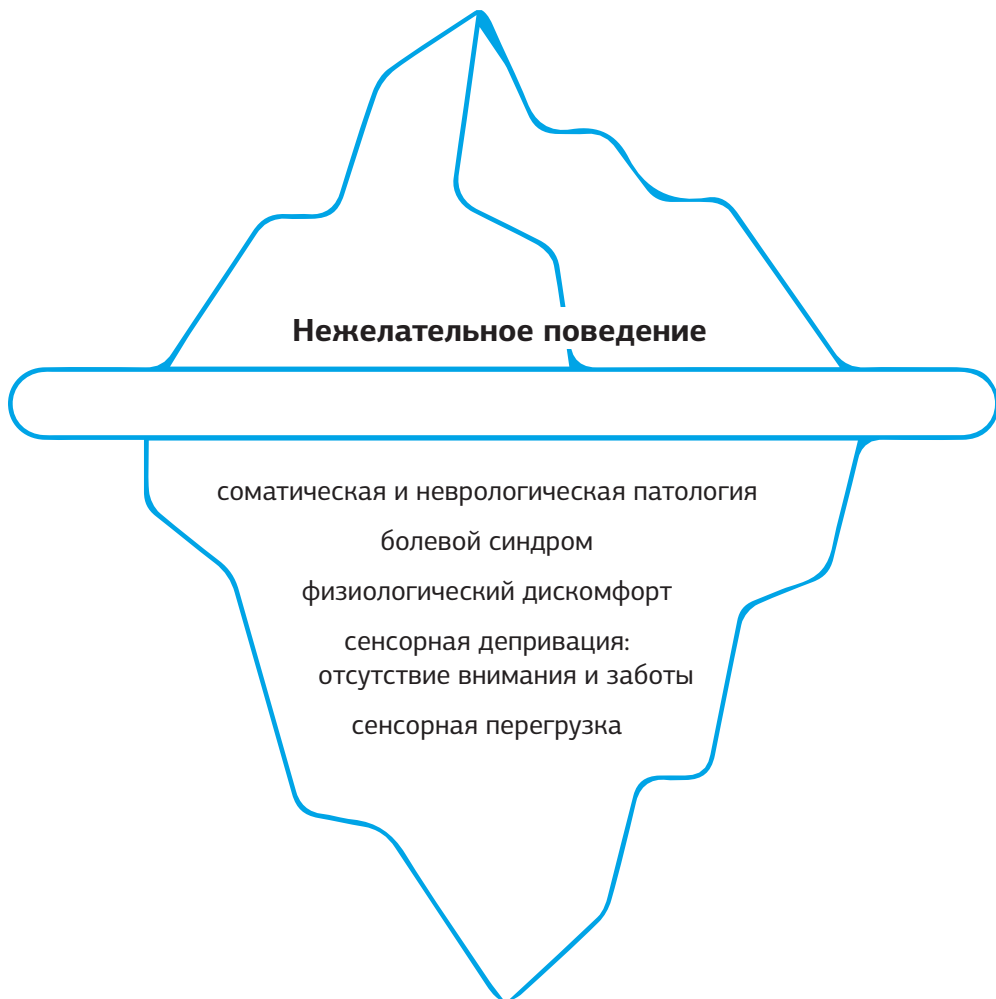 Нежелательное поведение
соматическая и неврологическая патология
болевой синдром
физиологический дискомфорт
сенсорная депривация:
отсутствие внимания и заботы
сенсорная перегрузка